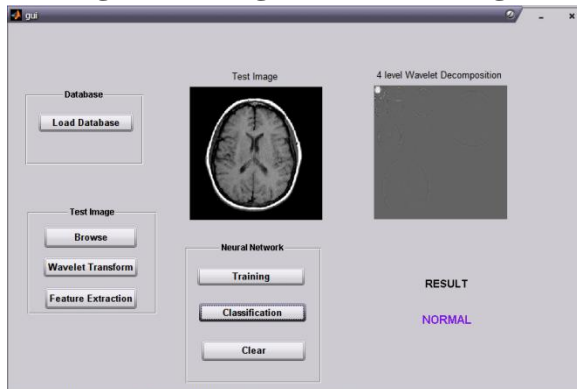 gui
Database
Load Database
Test Image
Browse
Wavelet Transform
Feature Extraction
Test Image
4 level Wavelet Decomposition
Neural Network
Training
Classification
Clear
RESULT
NORMAL